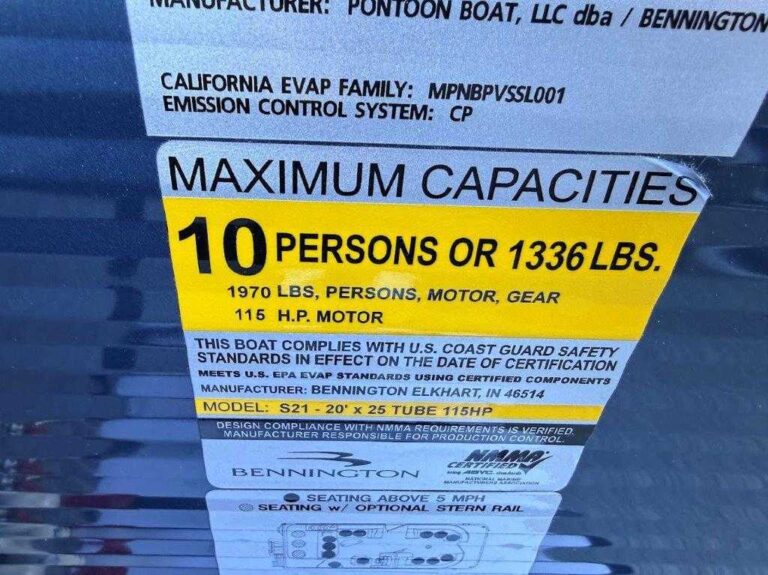 MANUFACTURER: PONTOON BOAT, LLC dba / BENNINGTON
CALIFORNIA EVAP FAMILY: MPNBPVSSL001
EMISSION CONTROL SYSTEM: CP
MAXIMUM CAPACITIES
10 PERSONS OR 1336 LBS.
1970 LBS, PERSONS, MOTOR, GEAR
115 H.P. MOTOR
THIS BOAT COMPLIES WITH U.S. COAST GUARD SAFETY
STANDARDS IN EFFECT ON THE DATE OF CERTIFICATION
MEETS U.S. EPA EVAP STANDARDS USING CERTIFIED COMPONENTS
MANUFACTURER: BENNINGTON ELKHART, IN 46514
MODEL: S21 - 20' x 25 TUBE 115HP
DESIGN COMPLIANCE WITH NMMA REQUIREMENTS IS VERIFIED.
MANUFACTURER RESPONSIBLE FOR PRODUCTION CONTROL.
BENNINGTON
NMMA
CERTIFIED
using ABYC standards
NATIONAL MARINE
MANUFACTURERS ASSOCIATION
SEATING ABOVE 5 MPH
SEATING w/ OPTIONAL STERN RAIL